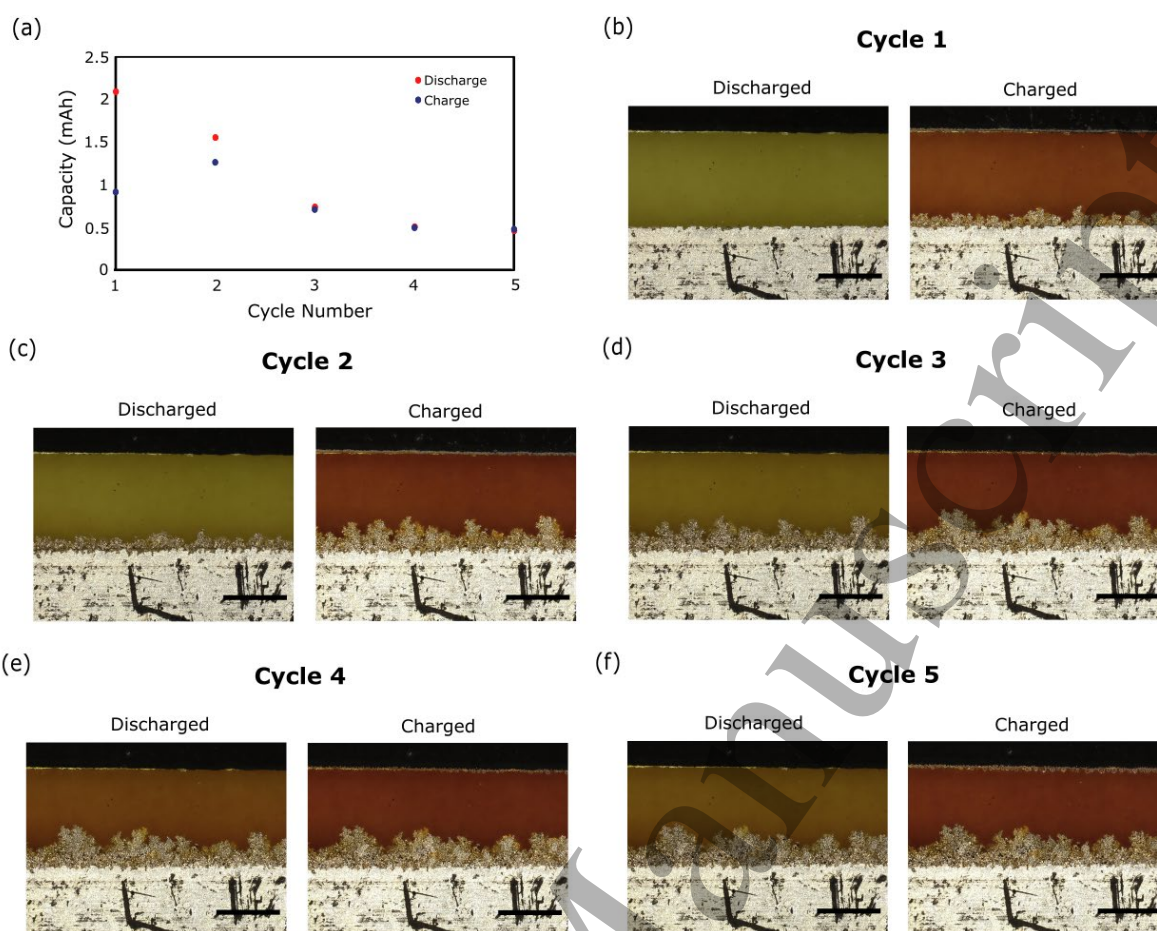 (a)
2.5
2
1.5
1
0.5
0
Capacity (mAh)
Discharge
Charge
1 2 3 4 5
Cycle Number
(b)
Cycle 1
Discharged Charged
(c)
Cycle 2
Discharged Charged
(d)
Cycle 3
Discharged Charged
(e)
Cycle 4
Discharged Charged
(f)
Cycle 5
Discharged Charged
Manuscript